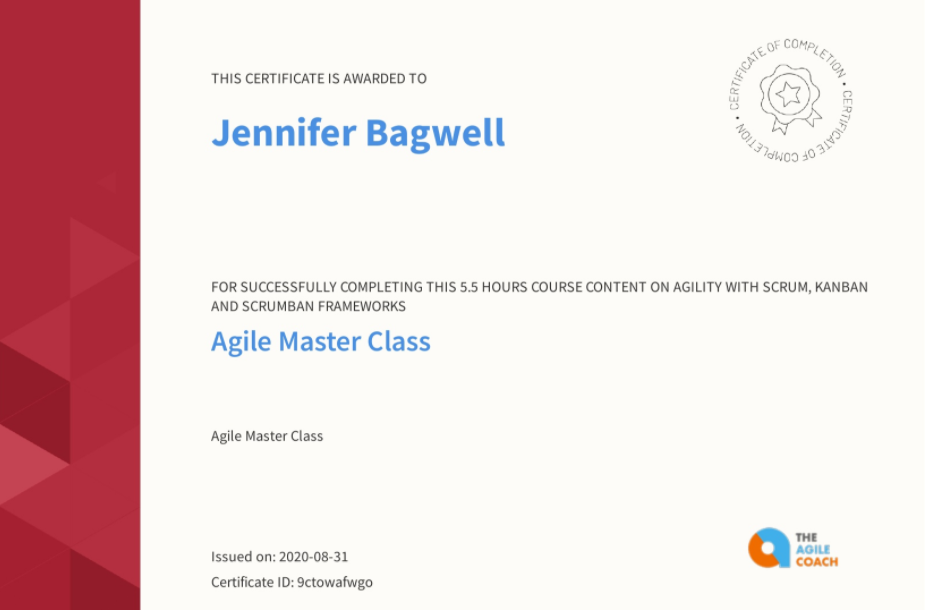 THIS CERTIFICATE IS AWARDED TO
CERTIFICATE OF COMPLETION • CERTIFICATE OF COMPLETION •
Jennifer Bagwell
FOR SUCCESSFULLY COMPLETING THIS 5.5 HOURS COURSE CONTENT ON AGILITY WITH SCRUM, KANBAN
AND SCRUMBAN FRAMEWORKS
Agile Master Class
Agile Master Class
Issued on: 2020-08-31
Certificate ID: 9ctowafwgo
THE
AGILE
COACH